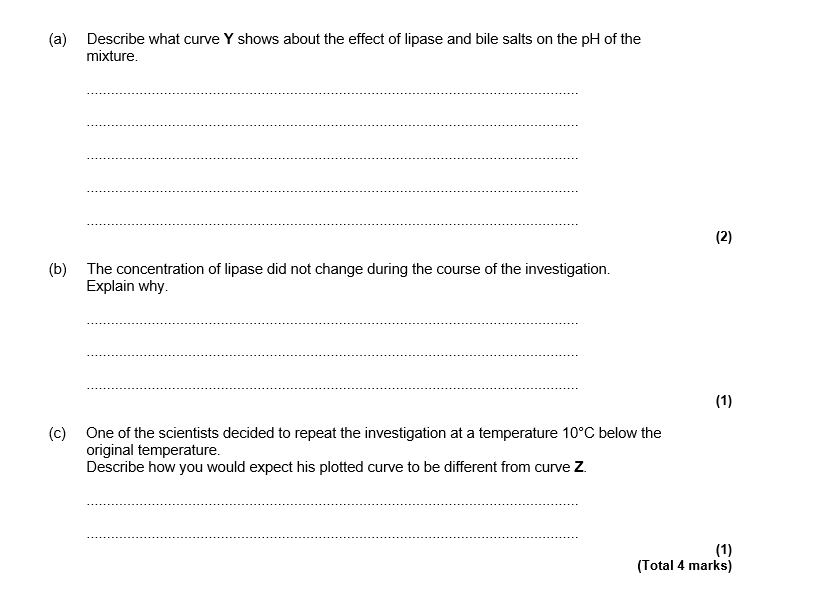 (a) Describe what curve Y shows about the effect of lipase and bile salts on the pH of the
mixture.
................................................................................................................
................................................................................................................
................................................................................................................
................................................................................................................
................................................................................................................
(2)
(b) The concentration of lipase did not change during the course of the investigation.
Explain why.
................................................................................................................
................................................................................................................
................................................................................................................
(1)
(c) One of the scientists decided to repeat the investigation at a temperature 10°C below the
original temperature.
Describe how you would expect his plotted curve to be different from curve Z.
................................................................................................................
................................................................................................................
(1)
(Total 4 marks)